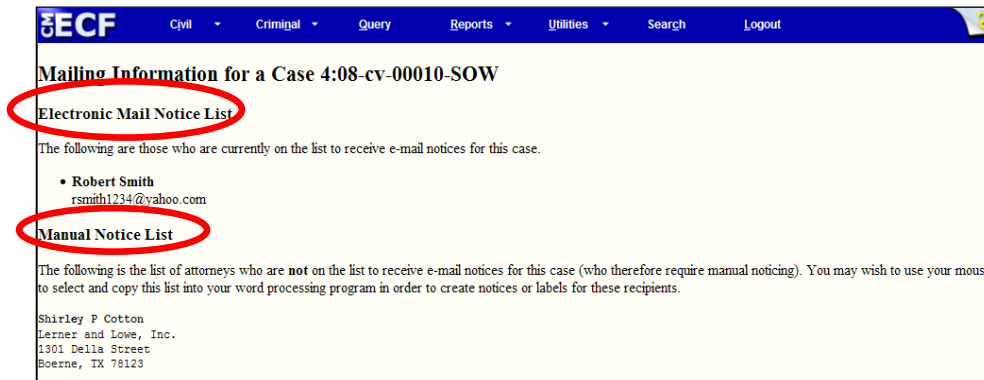 CM ECF Civil Criminal Query Reports Utilities Search Logout
Mailing Information for a Case 4:08-cv-00010-SOW
Electronic Mail Notice List
The following are those who are currently on the list to receive e-mail notices for this case.
• Robert Smith
rsmith1234@yahoo.com
Manual Notice List
The following is the list of attorneys who are not on the list to receive e-mail notices for this case (who therefore require manual noticing). You may wish to use your mous
to select and copy this list into your word processing program in order to create notices or labels for these recipients.
Shirley P Cotton
Lerner and Lowe, Inc.
1301 Della Street
Boerne, TX 78123